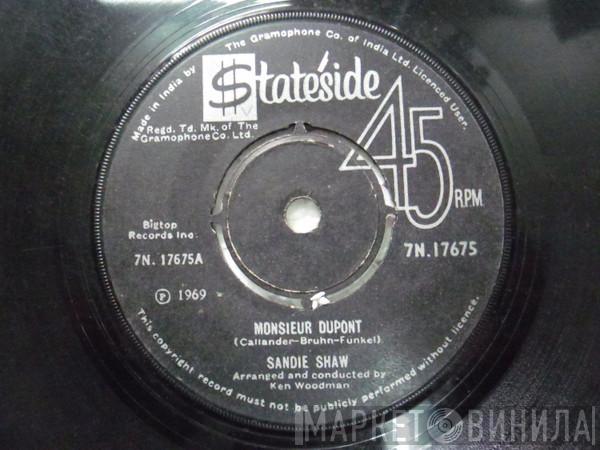 The Gramophone Co. of India Ltd. Licenced User.
Made in India by
$tateside
Regd. Td. Mk. of The
Gramophone Co. Ltd.
45
R.P.M.
Bigtop
Records Inc.
7N. 17675A
7N.17675
℗ 1969
MONSIEUR DUPONT
(Callander-Bruhn-Funkel)
SANDIE SHAW
Arranged and conducted by
Ken Woodman
This copyright record must not be publicly performed without licence.
МАРКЕТ ВИНИЛА!